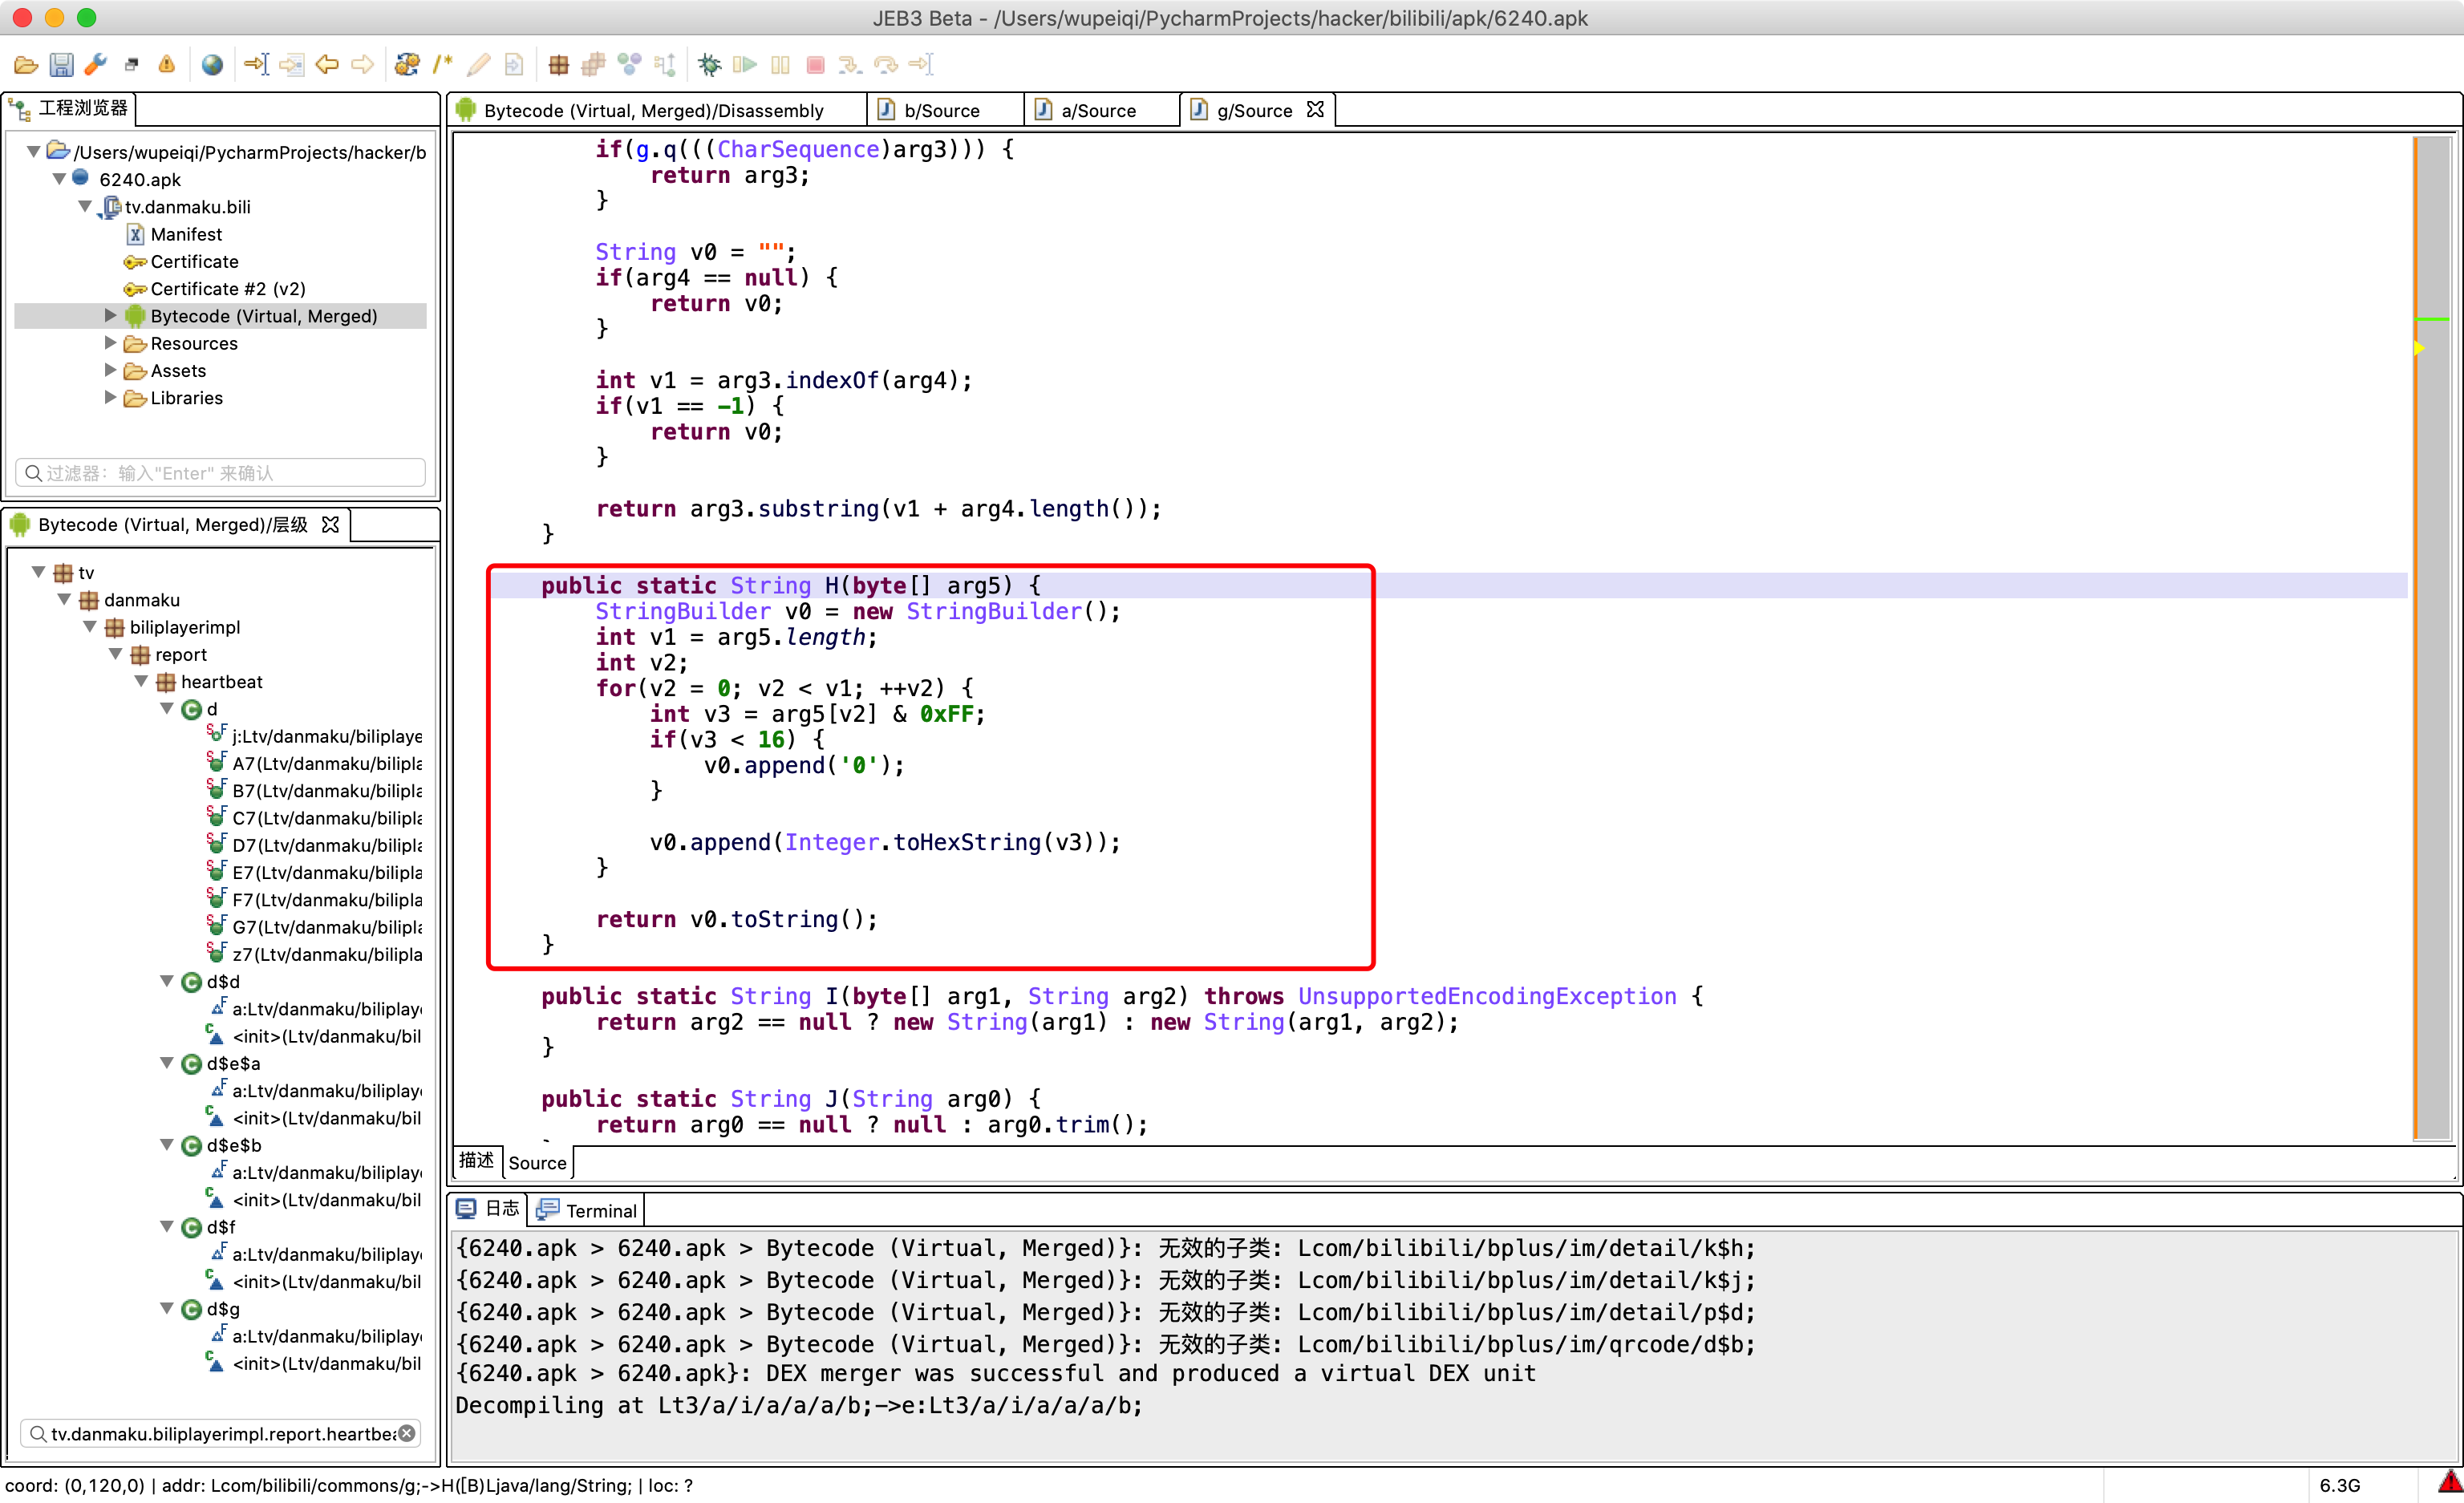 JEB3 Beta - /Users/wupeiqi/PycharmProjects/hacker/bilibili/apk/6240.apk
工程浏览器
/Users/wupeiqi/PycharmProjects/hacker/b
6240.apk
tv.danmaku.bili
Manifest
Certificate
Certificate #2 (v2)
Bytecode (Virtual, Merged)
Resources
Assets
Libraries
过滤器：输入"Enter" 来确认
Bytecode (Virtual, Merged)/层级
tv
danmaku
biliplayerimpl
report
heartbeat
d
j:Ltv/danmaku/biliplaye
A7(Ltv/danmaku/bilipla
B7(Ltv/danmaku/bilipla
C7(Ltv/danmaku/bilipla
D7(Ltv/danmaku/bilipla
E7(Ltv/danmaku/bilipla
F7(Ltv/danmaku/bilipla
G7(Ltv/danmaku/bilipla
z7(Ltv/danmaku/bilipla
d$d
a:Ltv/danmaku/biliplaye
<init>(Ltv/danmaku/bil
d$e$a
a:Ltv/danmaku/biliplaye
<init>(Ltv/danmaku/bil
d$e$b
a:Ltv/danmaku/biliplaye
<init>(Ltv/danmaku/bil
d$f
a:Ltv/danmaku/biliplaye
<init>(Ltv/danmaku/bil
d$g
a:Ltv/danmaku/biliplaye
<init>(Ltv/danmaku/bil
tv.danmaku.biliplayerimpl.report.heartbea
Bytecode (Virtual, Merged)/Disassembly
b/Source
a/Source
g/Source
if(g.q(((CharSequence)arg3))) {
return arg3;
}
String v0 = "";
if(arg4 == null) {
return v0;
}
int v1 = arg3.indexOf(arg4);
if(v1 == -1) {
return v0;
}
return arg3.substring(v1 + arg4.length());
}
public static String H(byte[] arg5) {
StringBuilder v0 = new StringBuilder();
int v1 = arg5.length;
int v2;
for(v2 = 0; v2 < v1; ++v2) {
int v3 = arg5[v2] & 0xFF;
if(v3 < 16) {
v0.append('0');
}
v0.append(Integer.toHexString(v3));
}
return v0.toString();
}
public static String I(byte[] arg1, String arg2) throws UnsupportedEncodingException {
return arg2 == null ? new String(arg1) : new String(arg1, arg2);
}
public static String J(String arg0) {
return arg0 == null ? null : arg0.trim();
描述
Source
日志
Terminal
{6240.apk > 6240.apk > Bytecode (Virtual, Merged)}: 无效的子类: Lcom/bilibili/bplus/im/detail/k$h;
{6240.apk > 6240.apk > Bytecode (Virtual, Merged)}: 无效的子类: Lcom/bilibili/bplus/im/detail/k$j;
{6240.apk > 6240.apk > Bytecode (Virtual, Merged)}: 无效的子类: Lcom/bilibili/bplus/im/detail/p$d;
{6240.apk > 6240.apk > Bytecode (Virtual, Merged)}: 无效的子类: Lcom/bilibili/bplus/im/qrcode/d$b;
{6240.apk > 6240.apk}: DEX merger was successful and produced a virtual DEX unit
Decompiling at Lt3/a/i/a/a/a/b;->e:Lt3/a/i/a/a/a/b;
coord: (0,120,0) | addr: Lcom/bilibili/commons/g;->H([B)Ljava/lang/String; | loc: ?
6.3G